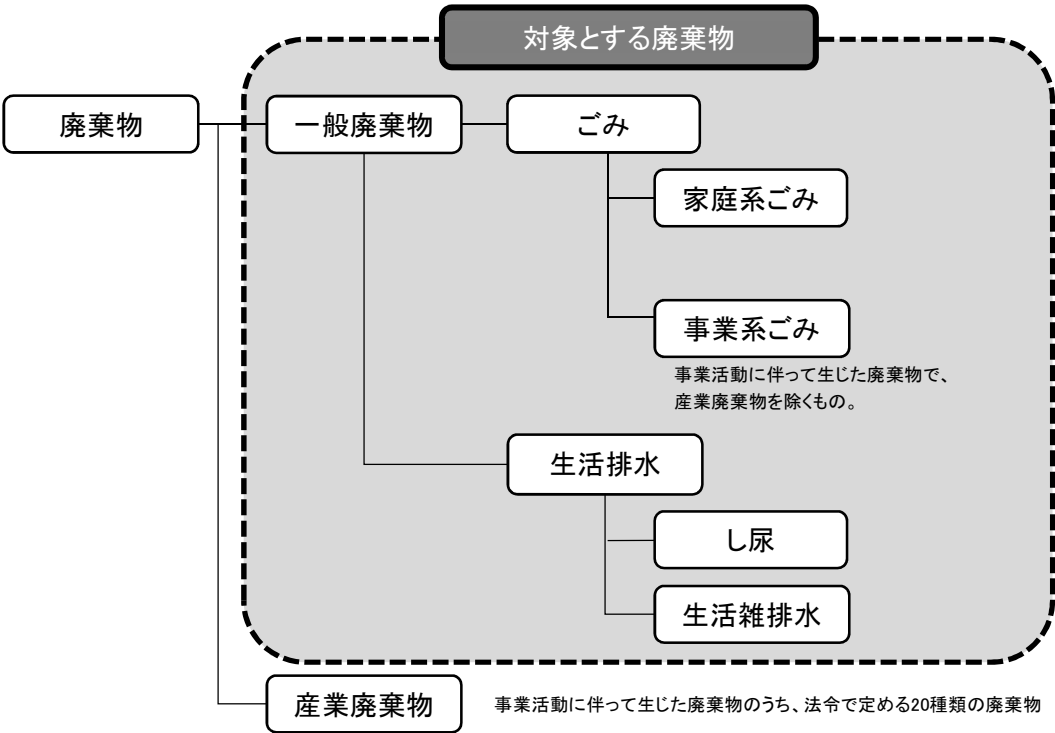 対象とする廃棄物
廃棄物
一般廃棄物
ごみ
家庭系ごみ
事業系ごみ
事業活動に伴って生じた廃棄物で、
産業廃棄物を除くもの。
生活排水
し尿
生活雑排水
産業廃棄物
事業活動に伴って生じた廃棄物のうち、法令で定める20種類の廃棄物